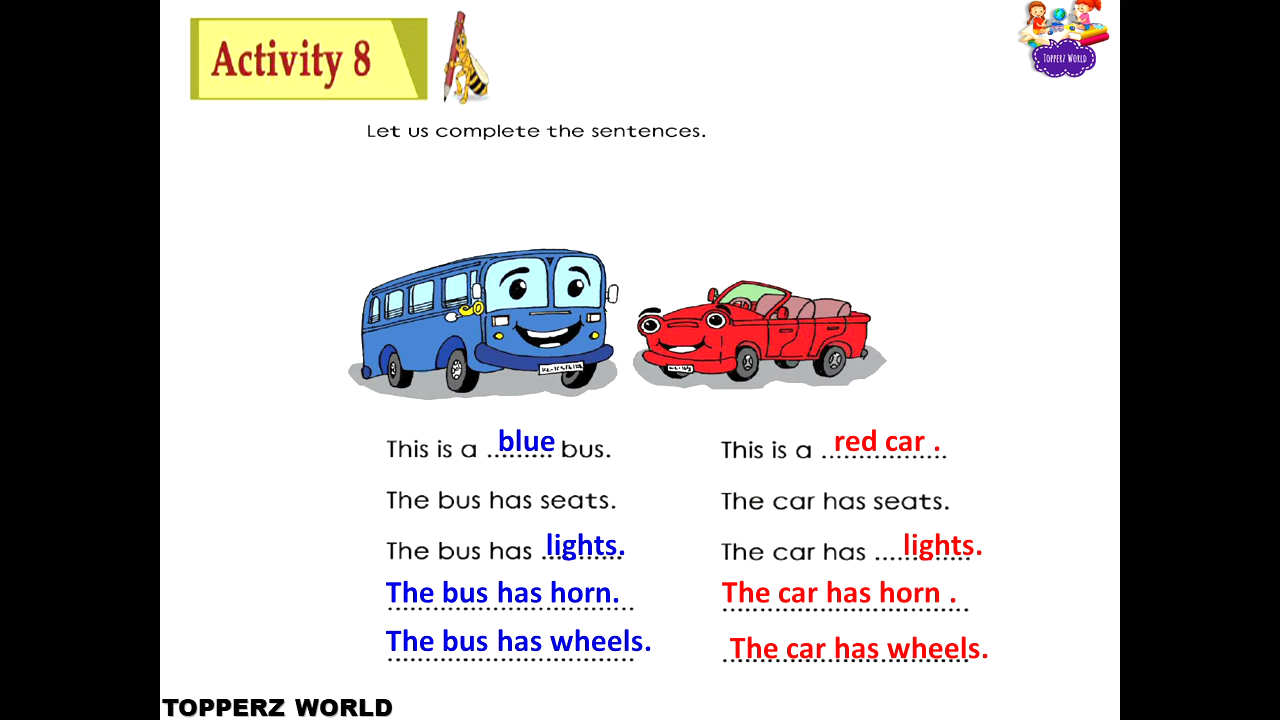 Activity 8
TOPPERZ WORLD
Let us complete the sentences.
This is a ......... blue bus.
The bus has seats.
The bus has ............ lights.
The bus has horn.
The bus has wheels.
This is a ................. red car .
The car has seats.
The car has ............. lights.
The car has horn .
The car has wheels.
TOPPERZ WORLD